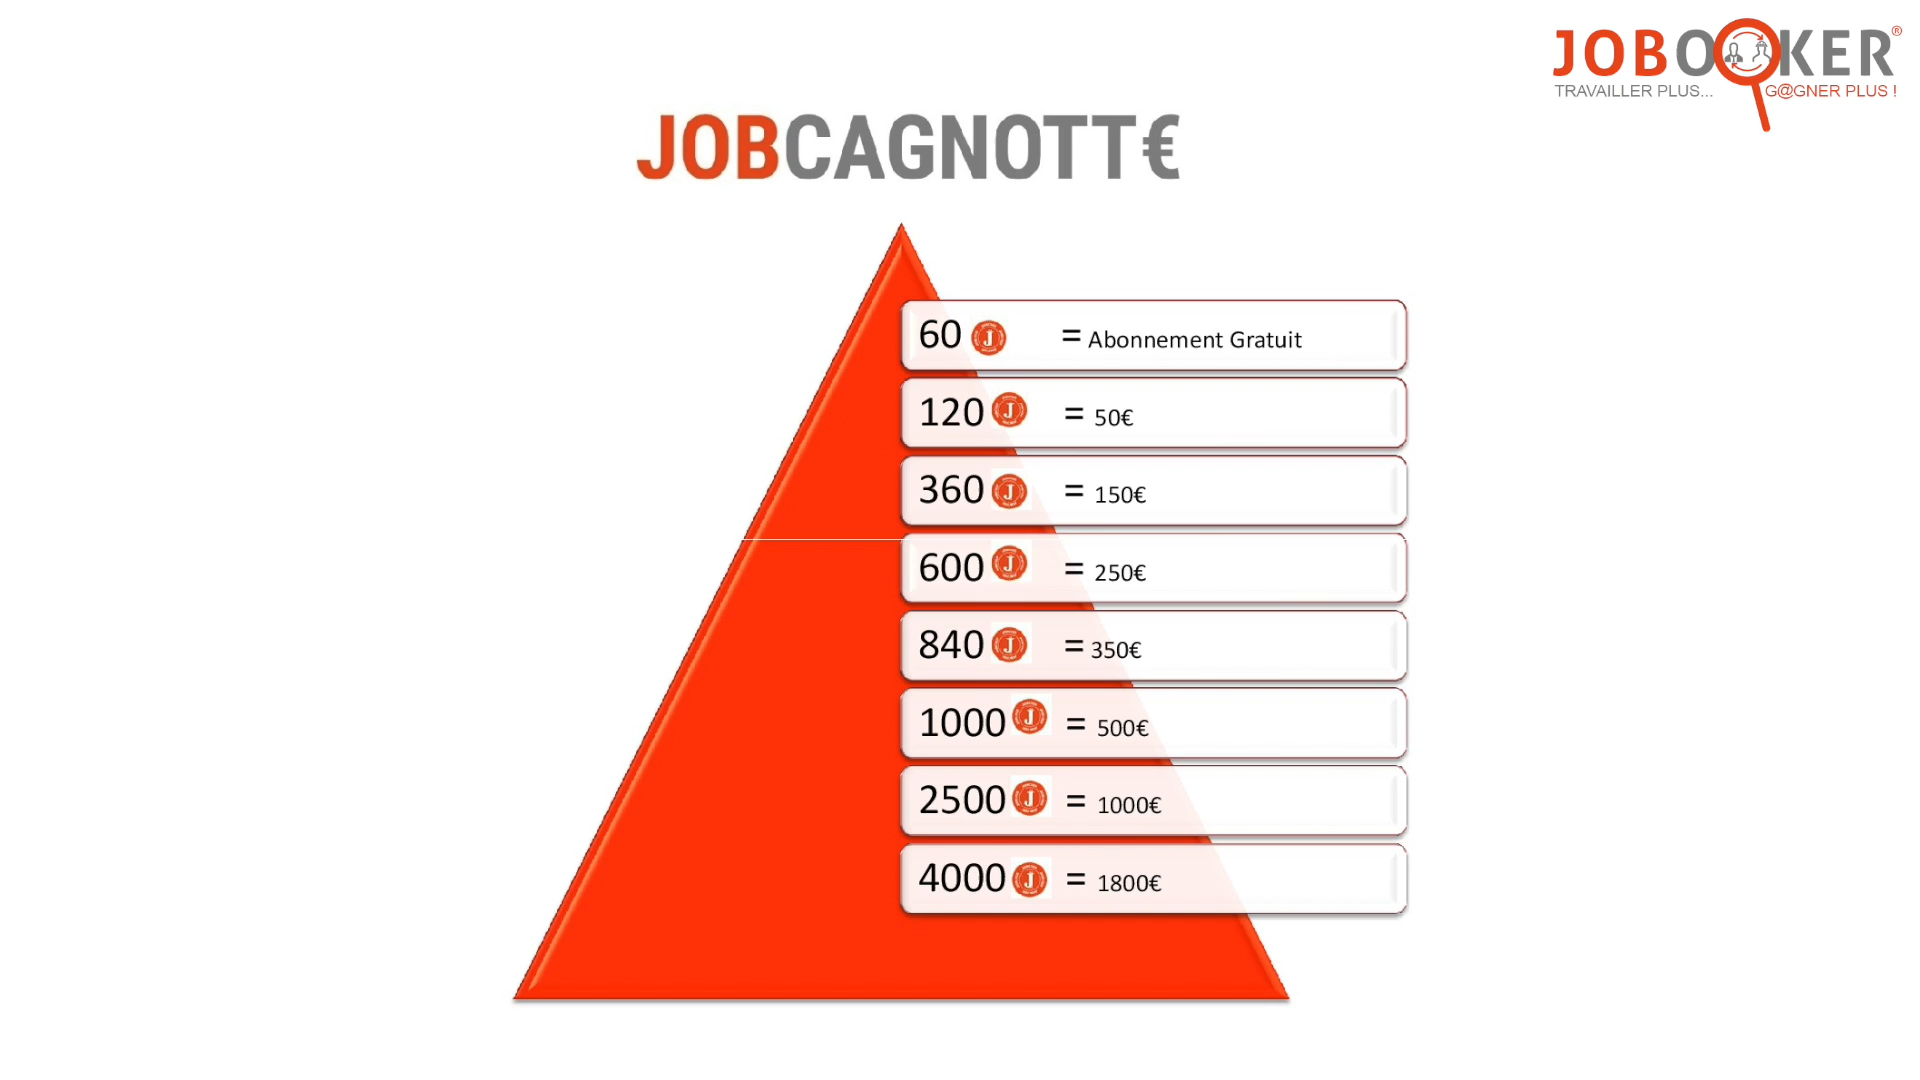 JOBOOKER®
TRAVAILLER PLUS... G@GNER PLUS !
JOBCAGNOTT€
60 J = Abonnement Gratuit
120 J = 50€
360 J = 150€
600 J = 250€
840 J = 350€
1000 J = 500€
2500 J = 1000€
4000 J = 1800€